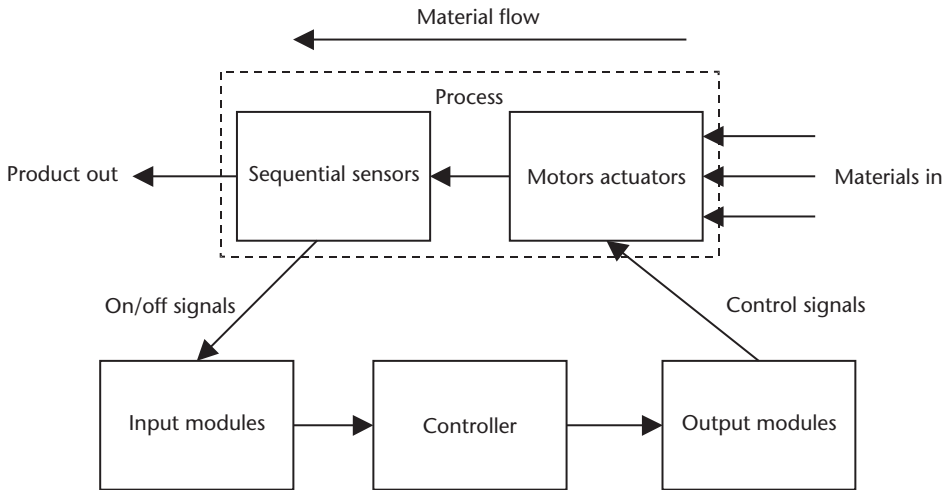 Material flow
Process
Product out
Sequential sensors
Motors actuators
Materials in
On/off signals
Control signals
Input modules
Controller
Output modules